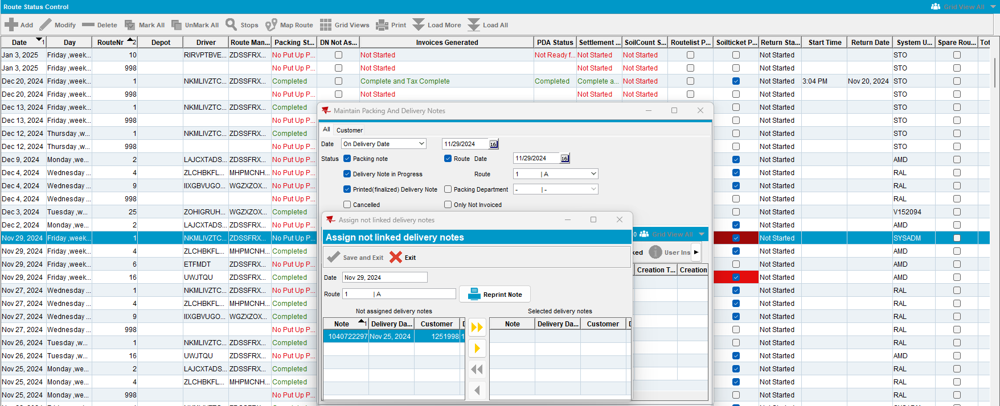 Route Status Control
Grid View All
Add Modify Delete Mark All UnMark All Stops Map Route Grid Views Print Load More Load All
Date 1 Day RouteNr 2 Depot Driver Route Man... Packing St... DN Not As... Invoices Generated PDA Status Settlement ... SoilCount S... Routelist P... Soilticket P... Return Sta... Start Time Return Date System U... Spare Rou... Tot
Jan 3, 2025 Friday ,week... 10 RIRVPTBVE... ZDSSFRX... No Put Up P... Not Started Not Ready f... Not Started Not Started Not Started STO
Jan 3, 2025 Friday ,week... 998 No Put Up P... Not Started Not Started Not Started Not Started STO
Dec 20, 2024 Friday ,week... 1 NKMLIVZTC... ZDSSFRX... Completed Complete and Tax Complete Completed Complete a... Not Started Not Started 3:04 PM Nov 20, 2024 STO
Dec 20, 2024 Friday ,week... 998 No Put Up P... Not Started Not Started Not Started Not Started STO
Dec 13, 2024 Friday ,week... 1 NKMLIVZTC... ZDSSFRX... Completed Not Started STO
Dec 13, 2024 Friday ,week... 998 No Put Up P... Not Started STO
Dec 12, 2024 Thursday ,w... 1 NKMLIVZTC... ZDSSFRX... Completed Not Started STO
Dec 12, 2024 Thursday ,w... 998 No Put Up P... Not Started STO
Dec 9, 2024 Monday ,we... 2 LAJCXTADS... ZDSSFRX... Completed Not Started AMD
Dec 4, 2024 Wednesday ... 4 ZLCHBKFL... MHPMCNH... Completed Not Started RAL
Dec 4, 2024 Wednesday ... 9 IIXGBVUGO... WGZXZOX... No Put Up P... Not Started RAL
Dec 4, 2024 Wednesday ... 998 No Put Up P... Not Started RAL
Dec 3, 2024 Tuesday ,w... 25 ZOHIGRUH... WGZXZOX... Completed Not Started V152094
Dec 2, 2024 Monday ,we... 2 LAJCXTADS... ZDSSFRX... No Put Up P... Not Started AMD
Nov 29, 2024 Friday ,week... 1 NKMLIVZTC... ZDSSFRX... No Put Up P... Not Started SYSADM
Nov 29, 2024 Friday ,week... 4 ZLCHBKFL... MHPMCNH... Completed Not Started AMD
Nov 29, 2024 Friday ,week... 6 ETFMDT ZDSSFRX... No Put Up P... Not Started AMD
Nov 29, 2024 Friday ,week... 16 UWJTQU ZDSSFRX... Completed Not Started AMD
Nov 27, 2024 Wednesday ... 1 NKMLIVZTC... ZDSSFRX... No Put Up P... Not Started RAL
Nov 27, 2024 Wednesday ... 4 ZLCHBKFL... MHPMCNH... Completed Not Started RAL
Nov 27, 2024 Wednesday ... 9 IIXGBVUGO... WGZXZOX... Completed Not Started RAL
Nov 27, 2024 Wednesday ... 998 No Put Up P... Not Started RAL
Nov 26, 2024 Tuesday ,w... 1 NKMLIVZTC... ZDSSFRX... Completed Not Started RAL
Nov 26, 2024 Tuesday ,w... 16 UWJTQU ZDSSFRX... No Put Up P... Not Started AMD
Nov 25, 2024 Monday ,we... 2 LAJCXTADS... ZDSSFRX... Completed Not Started RAL
Nov 25, 2024 Monday ,we... 4 ZLCHBKFL... MHPMCNH... Completed Not Started RAL
Nov 25, 2024 Monday ,we... 998 No Put Up P... Not Started RAL
Maintain Packing And Delivery Notes
All Customer
Date On Delivery Date 11/29/2024 16
Status Packing note Route Date 11/29/2024 16
Delivery Note in Progress Route 1 | A
Printed(finalized) Delivery Note Packing Department - | -
Cancelled Only Not Invoiced
0 Grid View All
ked User Ins
Creation T... Creation
Assign not linked delivery notes
Assign not linked delivery notes
Save and Exit Exit
Date Nov 29, 2024
Route 1 | A Reprint Note
Not assigned delivery notes Selected delivery notes
Note 1 Delivery Da... Customer Note Delivery Da... Customer
1040722297 Nov 25, 2024 1251998 1